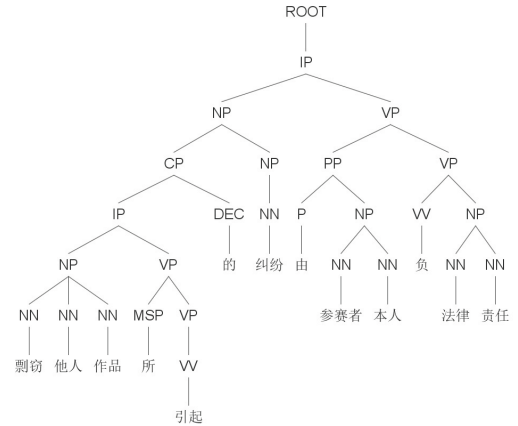 ROOT
IP
NP VP
CP NP PP VP
IP DEC NN P NP VV NP
NP VP 的 纠纷 由 NN NN 负 NN NN
NN NN NN MSP VP 参赛者 本人 法律 责任
剽窃 他人 作品 所 VV
引起